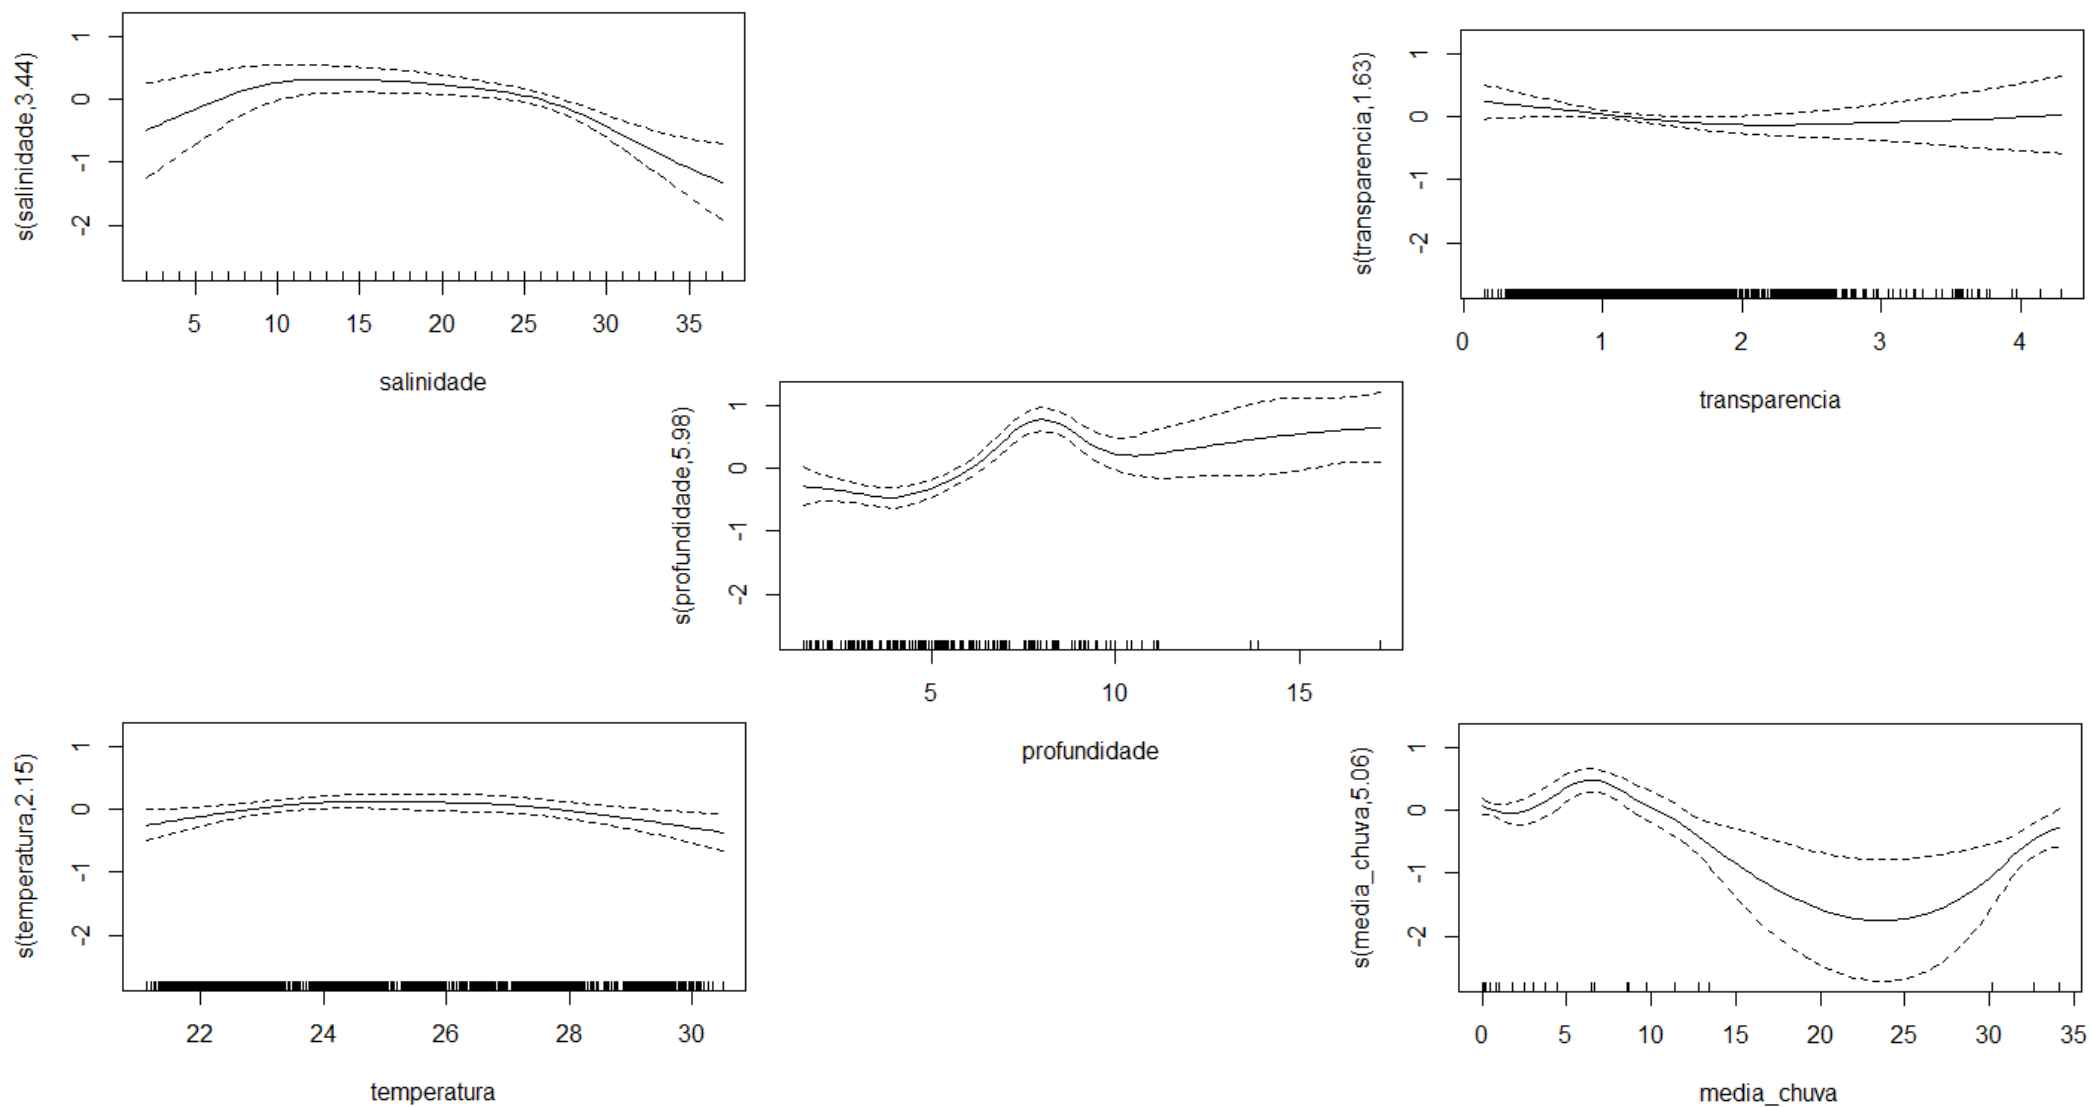 s(salinidade,3.44)
1
0
-1
-2
5 10 15 20 25 30 35
salinidade
s(transparencia,1.63)
1
0
-1
-2
0 1 2 3 4
transparencia
s(profundidade,5.98)
1
0
-1
-2
5 10 15
profundidade
s(temperatura,2.15)
1
0
-1
-2
22 24 26 28 30
temperatura
s(media_chuva,5.06)
1
0
-1
-2
0 5 10 15 20 25 30 35
media_chuva